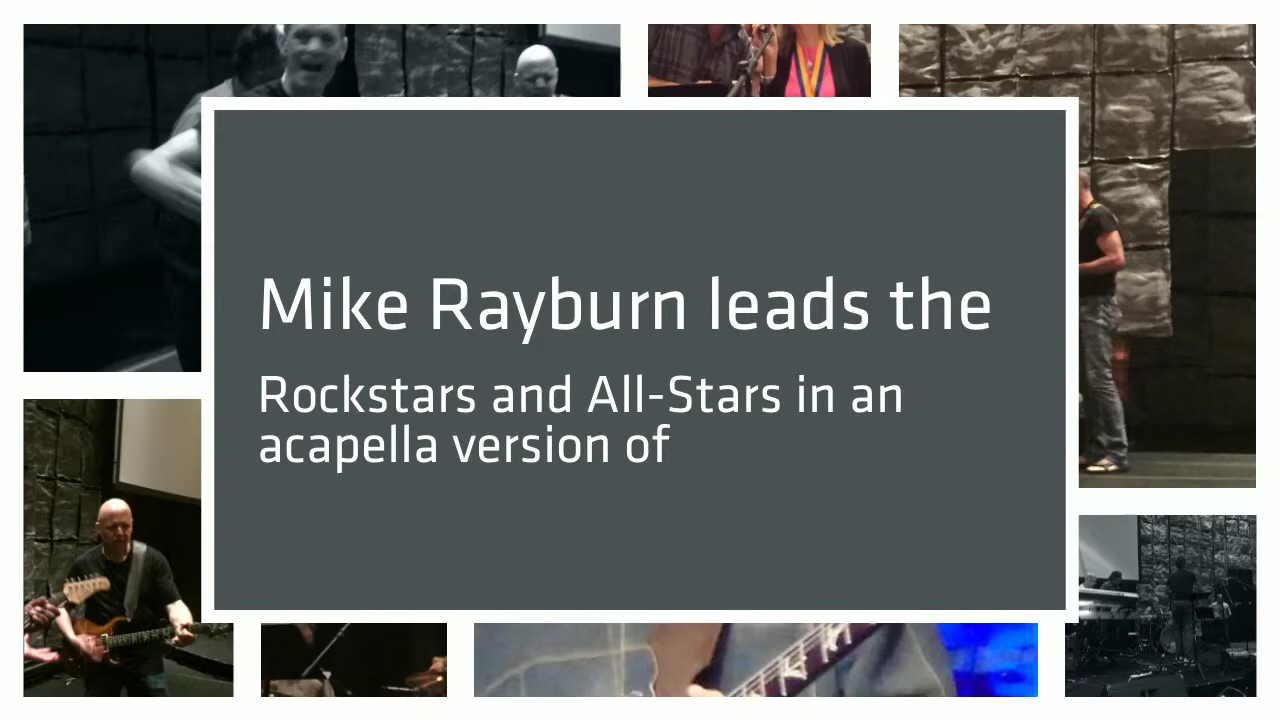 Mike Rayburn leads the
Rockstars and All-Stars in an
acapella version of